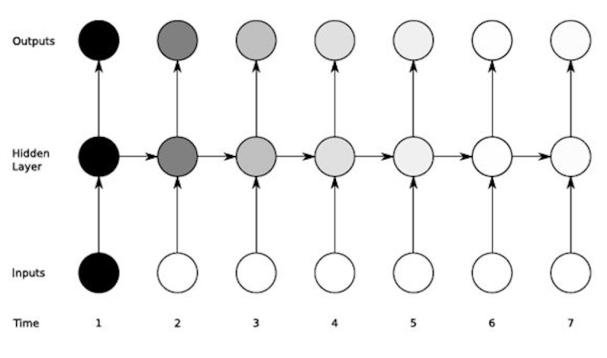 Outputs
Hidden
Layer
Inputs
Time 1 2 3 4 5 6 7